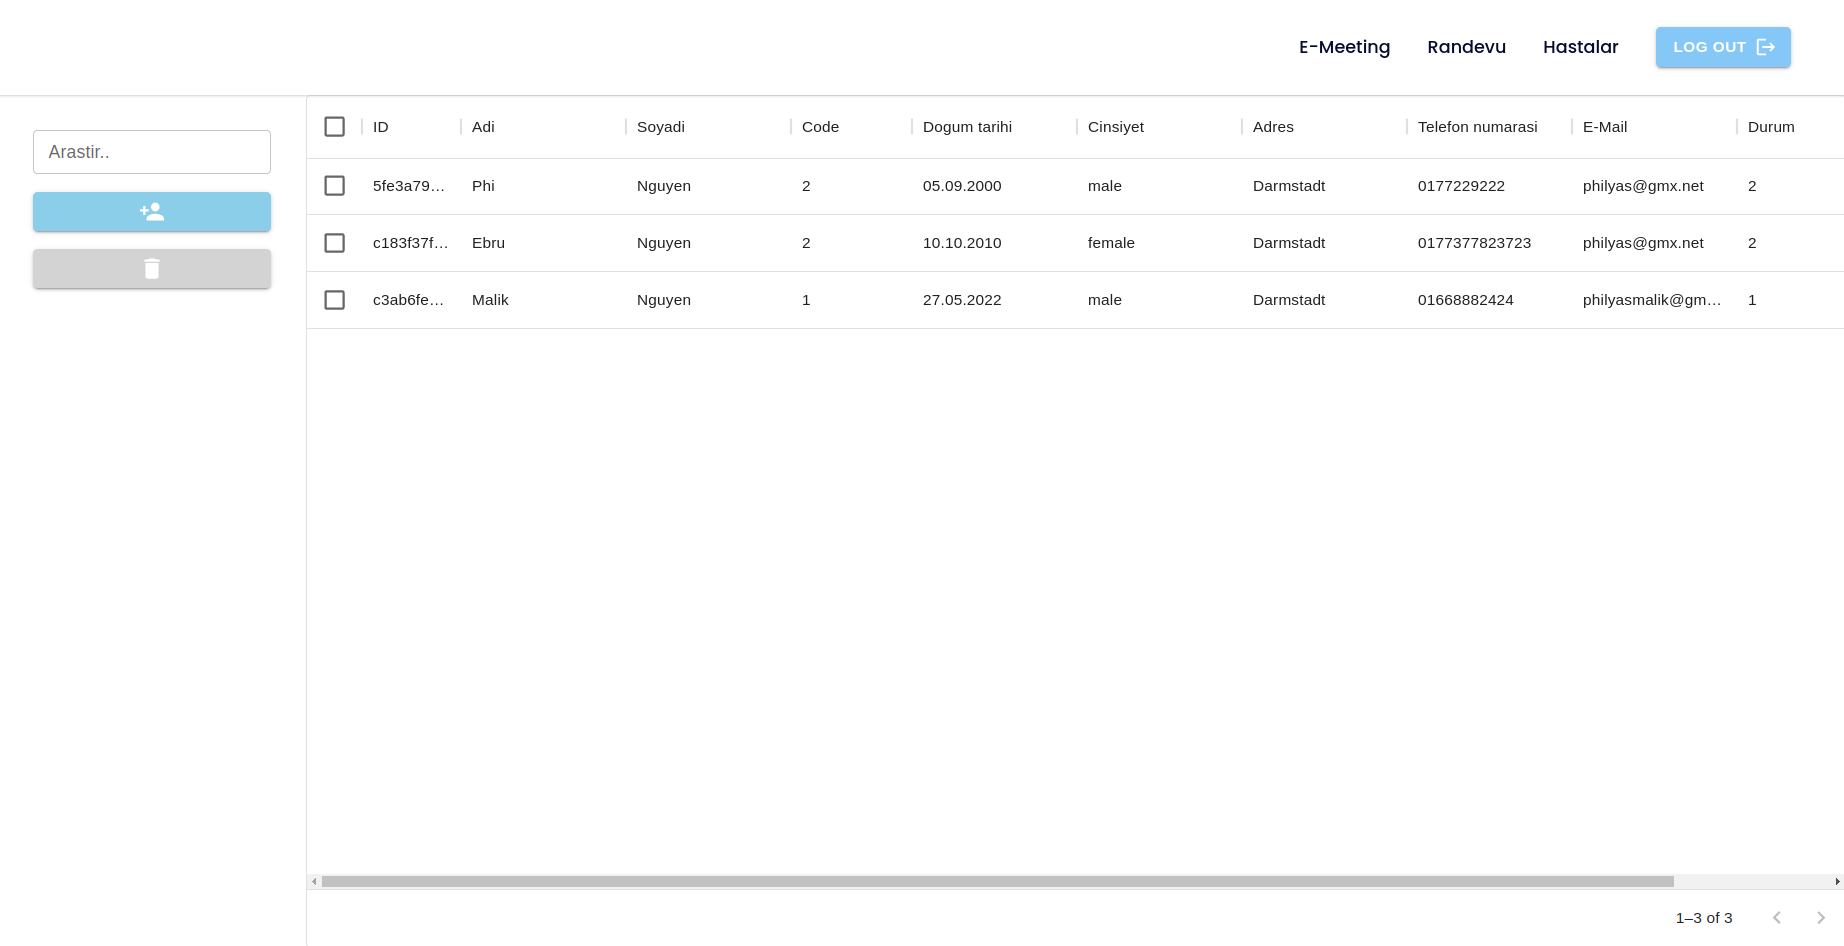 E-Meeting Randevu Hastalar LOG OUT
Arastir..
ID Adi Soyadi Code Dogum tarihi Cinsiyet Adres Telefon numarasi E-Mail Durum
5fe3a79… Phi Nguyen 2 05.09.2000 male Darmstadt 0177229222 philyas@gmx.net 2
c183f37f… Ebru Nguyen 2 10.10.2010 female Darmstadt 0177377823723 philyas@gmx.net 2
c3ab6fe… Malik Nguyen 1 27.05.2022 male Darmstadt 01668882424 philyasmalik@gm… 1
1–3 of 3